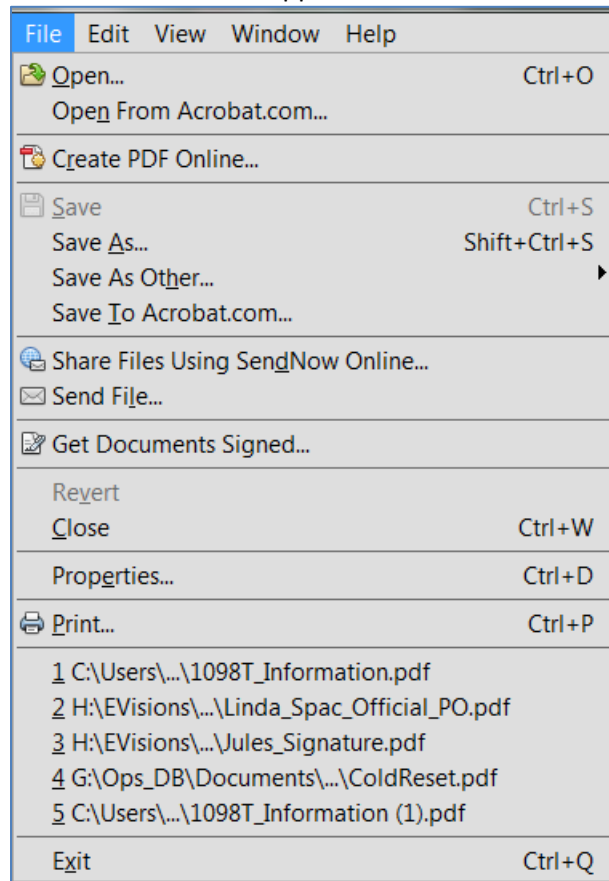 File Edit View Window Help
Open... Ctrl+O
Open From Acrobat.com...
Create PDF Online...
Save Ctrl+S
Save As... Shift+Ctrl+S
Save As Other...
Save To Acrobat.com...
Share Files Using SendNow Online...
Send File...
Get Documents Signed...
Revert
Close Ctrl+W
Properties... Ctrl+D
Print... Ctrl+P
1 C:\Users\...\1098T_Information.pdf
2 H:\EVisions\...\Linda_Spac_Official_PO.pdf
3 H:\EVisions\...\Jules_Signature.pdf
4 G:\Ops_DB\Documents\...\ColdReset.pdf
5 C:\Users\...\1098T_Information (1).pdf
Exit Ctrl+Q